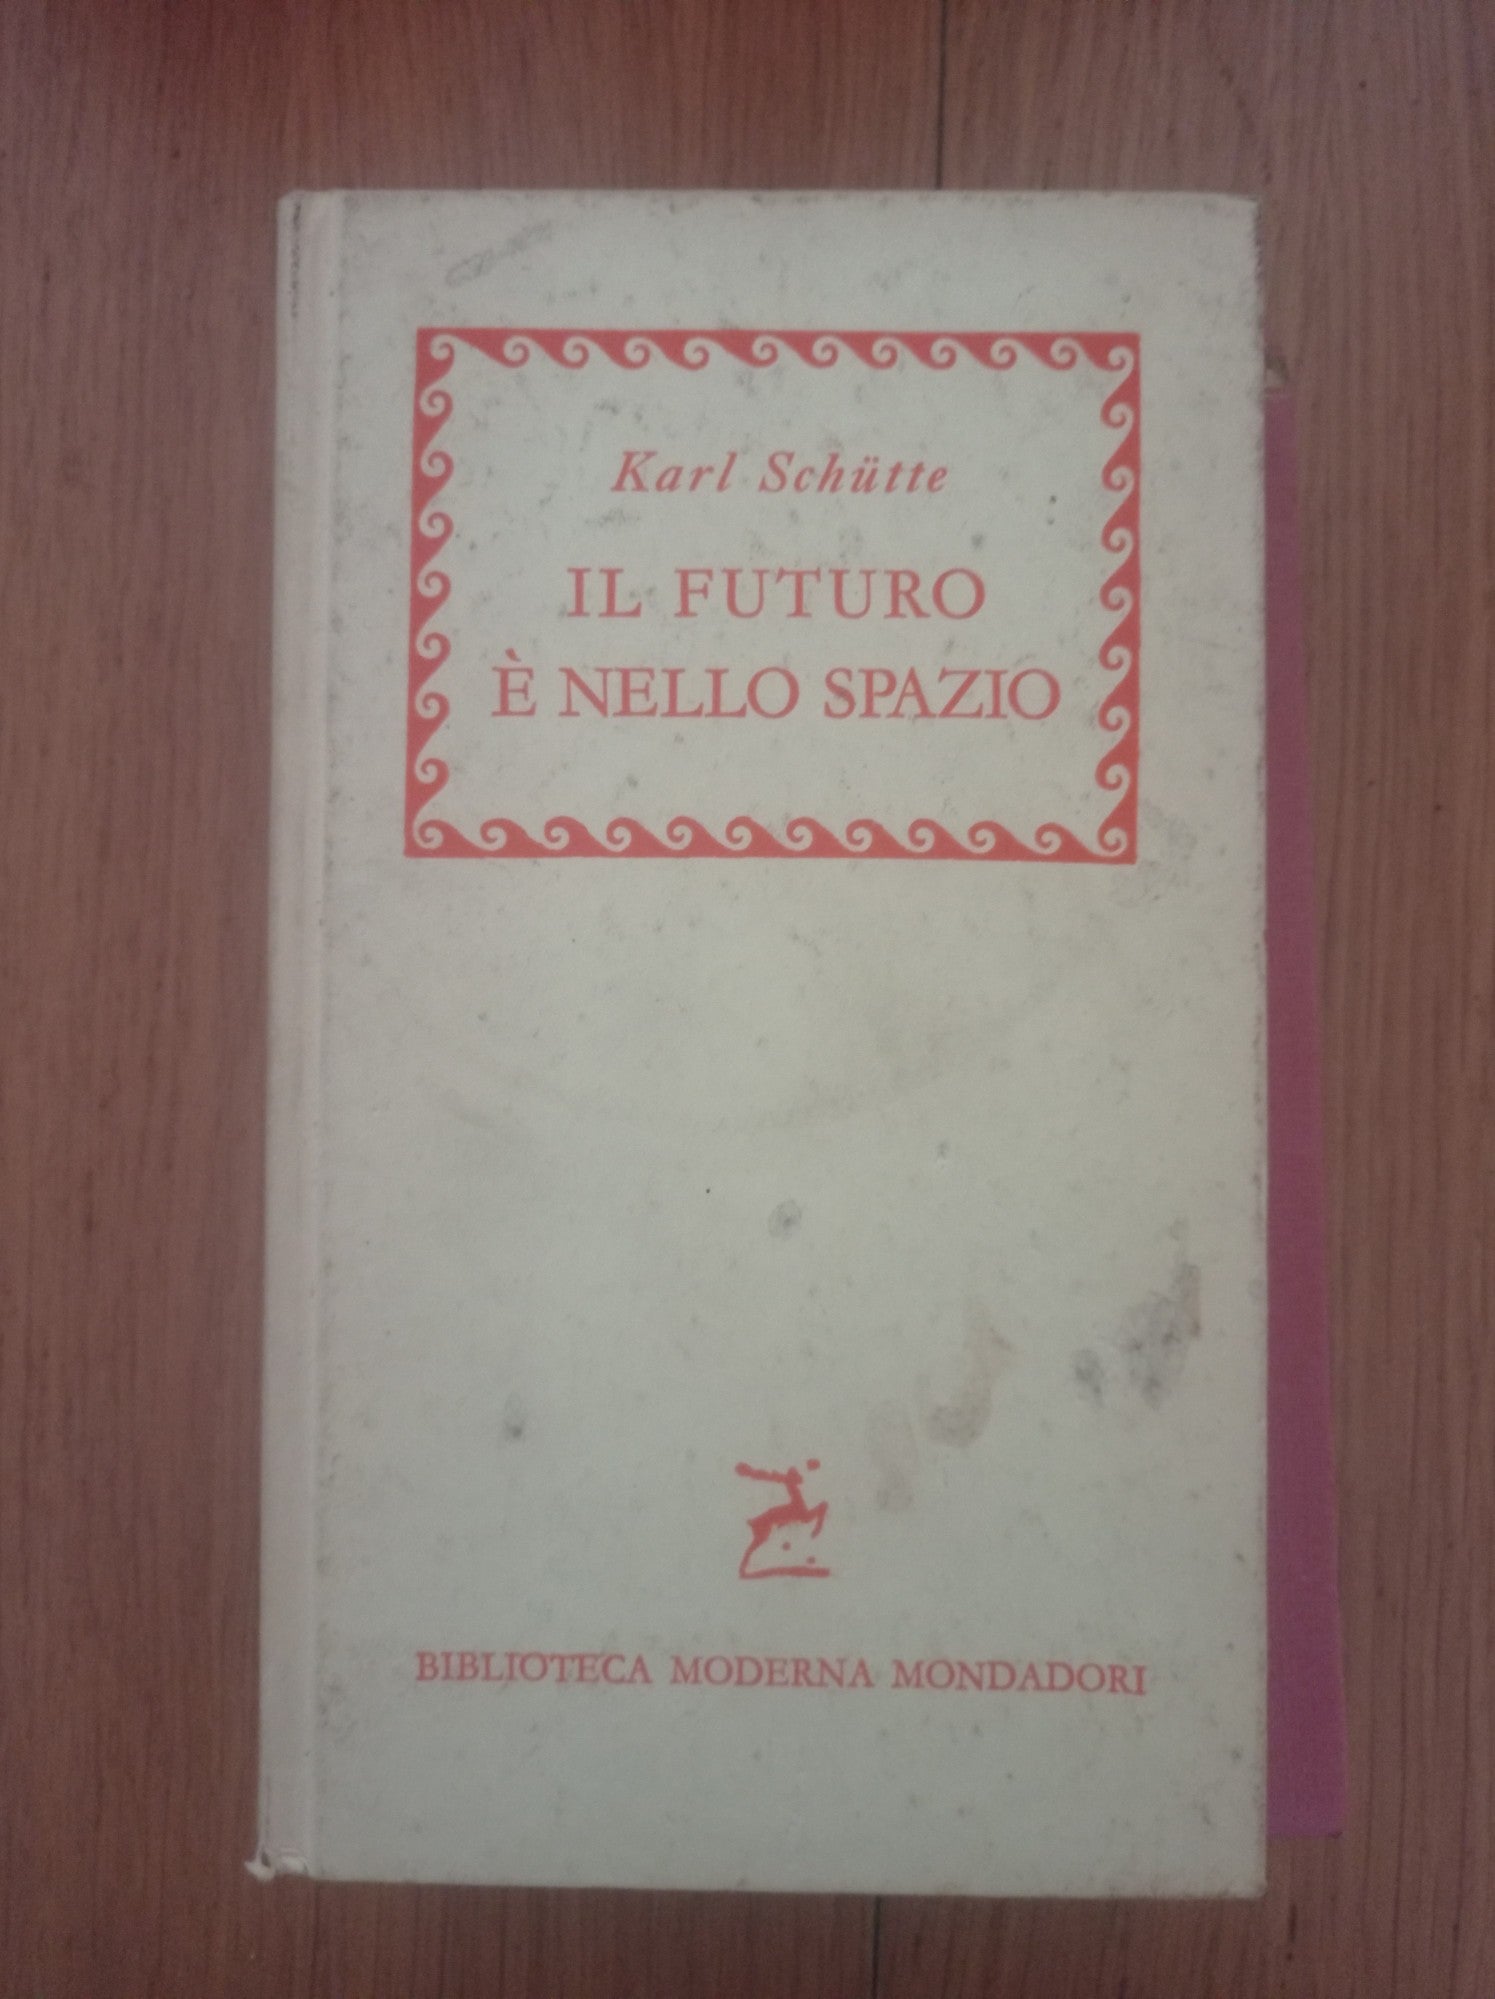 Karl Schütte
IL FUTURO
È NELLO SPAZIO
BIBLIOTECA MODERNA MONDADORI